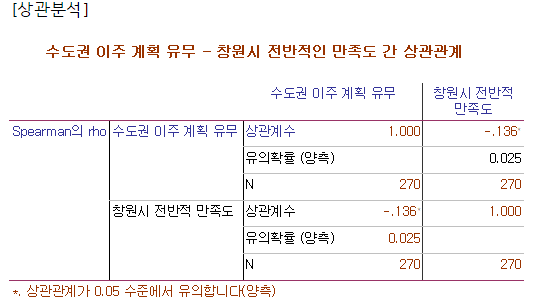 [상관분석]
수도권 이주 계획 유무 - 창원시 전반적인 만족도 간 상관관계
수도권 이주 계획 유무 창원시 전반적
만족도
Spearman의 rho 수도권 이주 계획 유무 상관계수 1.000 -.136*
유의확률 (양측) 0.025
N 270 270
창원시 전반적 만족도 상관계수 -.136* 1.000
유의확률 (양측) 0.025
N 270 270
*. 상관관계가 0.05 수준에서 유의합니다(양측)